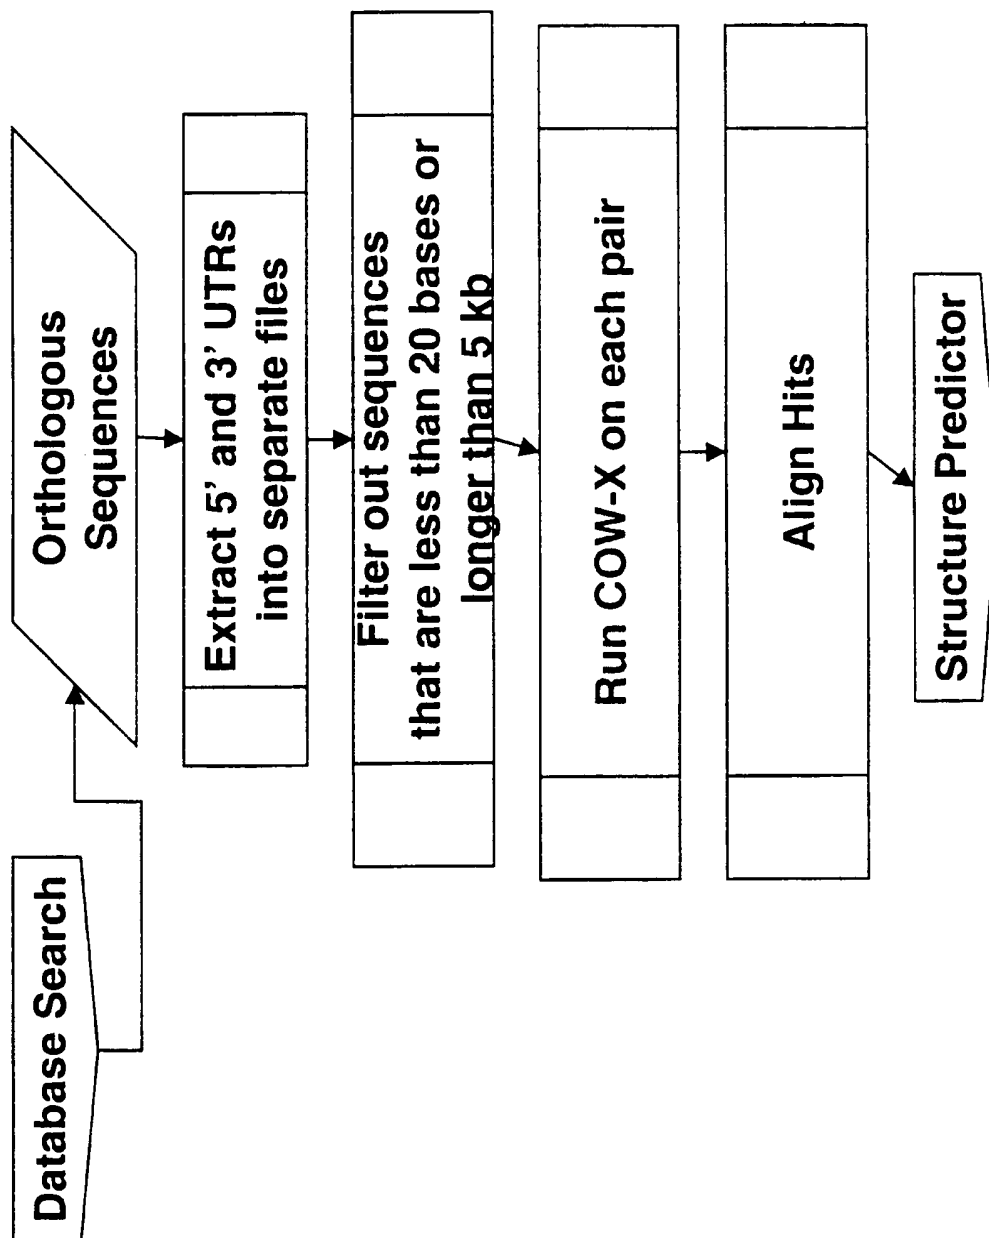 Database Search
Orthologous
Sequences
Extract 5' and 3' UTRs
into separate files
Filter out sequences
that are less than 20 bases or
longer than 5 kb
Run COW-X on each pair
Align Hits
Structure Predictor